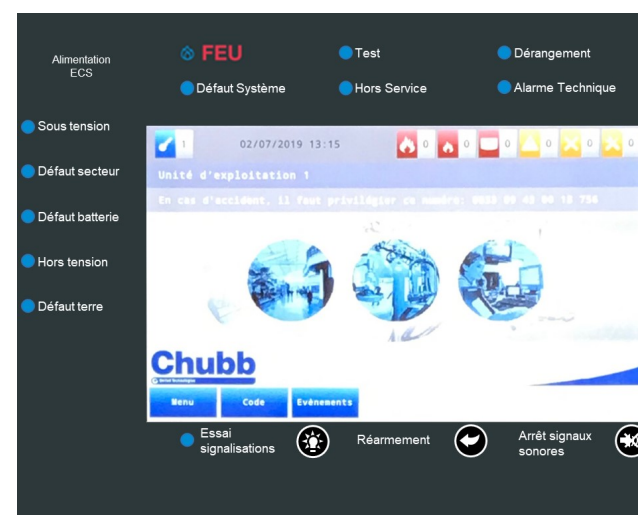 Alimentation
ECS
FEU
Test
Dérangement
Défaut Système
Hors Service
Alarme Technique
Sous tension
Défaut secteur
Défaut batterie
Hors tension
Défaut terre
1
02/07/2019 13:15
0
0
0
0
0
0
Unité d'exploitation 1
En cas d'accident, il faut privilégier ce numéro:
Chubb
Menu
Code
Evènements
Essai
signalisations
Réarmement
Arrêt signaux
sonores